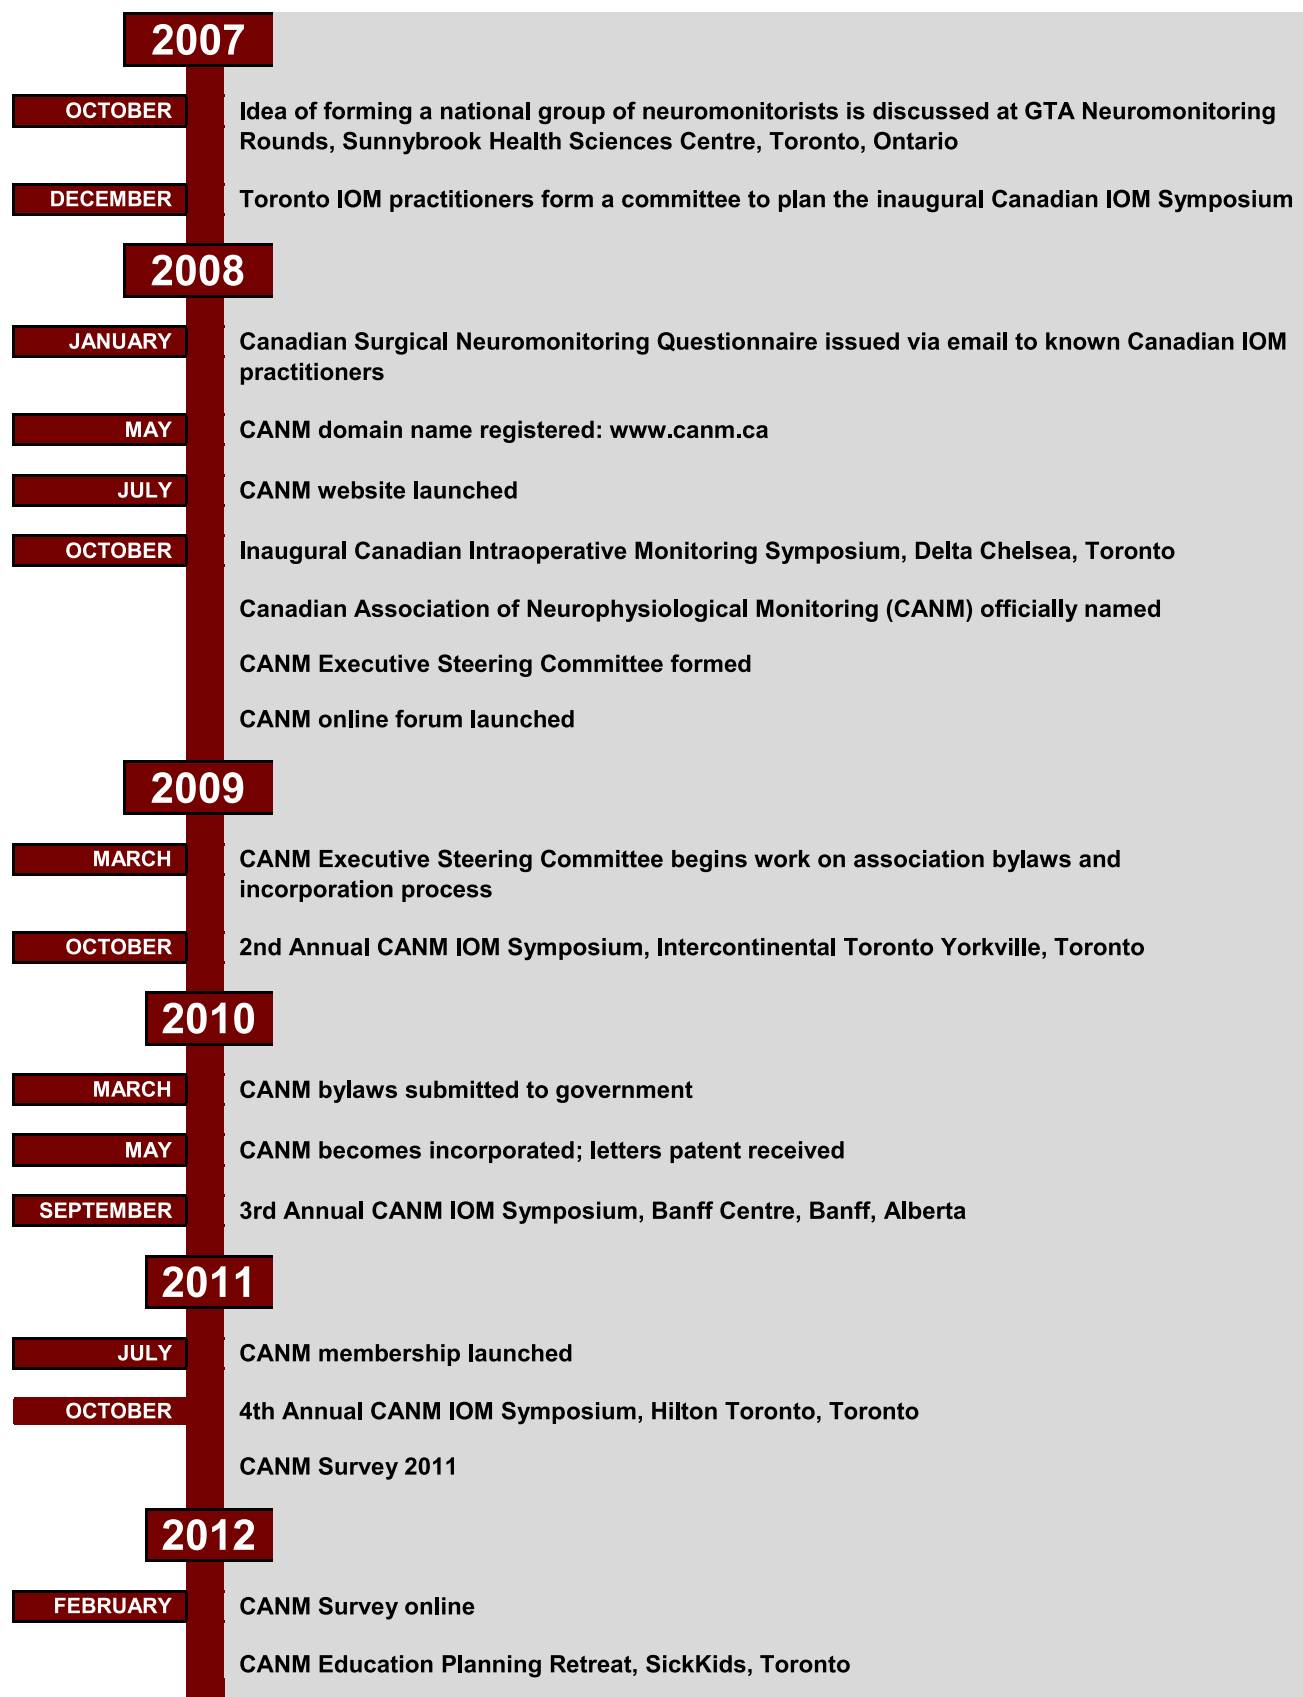 2007
OCTOBER
Idea of forming a national group of neuromonitorists is discussed at GTA Neuromonitoring
Rounds, Sunnybrook Health Sciences Centre, Toronto, Ontario
DECEMBER
Toronto IOM practitioners form a committee to plan the inaugural Canadian IOM Symposium
2008
JANUARY
Canadian Surgical Neuromonitoring Questionnaire issued via email to known Canadian IOM
practitioners
MAY
CANM domain name registered: www.canm.ca
JULY
CANM website launched
OCTOBER
Inaugural Canadian Intraoperative Monitoring Symposium, Delta Chelsea, Toronto
Canadian Association of Neurophysiological Monitoring (CANM) officially named
CANM Executive Steering Committee formed
CANM online forum launched
2009
MARCH
CANM Executive Steering Committee begins work on association bylaws and
incorporation process
OCTOBER
2nd Annual CANM IOM Symposium, Intercontinental Toronto Yorkville, Toronto
2010
MARCH
CANM bylaws submitted to government
MAY
CANM becomes incorporated; letters patent received
SEPTEMBER
3rd Annual CANM IOM Symposium, Banff Centre, Banff, Alberta
2011
JULY
CANM membership launched
OCTOBER
4th Annual CANM IOM Symposium, Hilton Toronto, Toronto
CANM Survey 2011
2012
FEBRUARY
CANM Survey online
CANM Education Planning Retreat, SickKids, Toronto